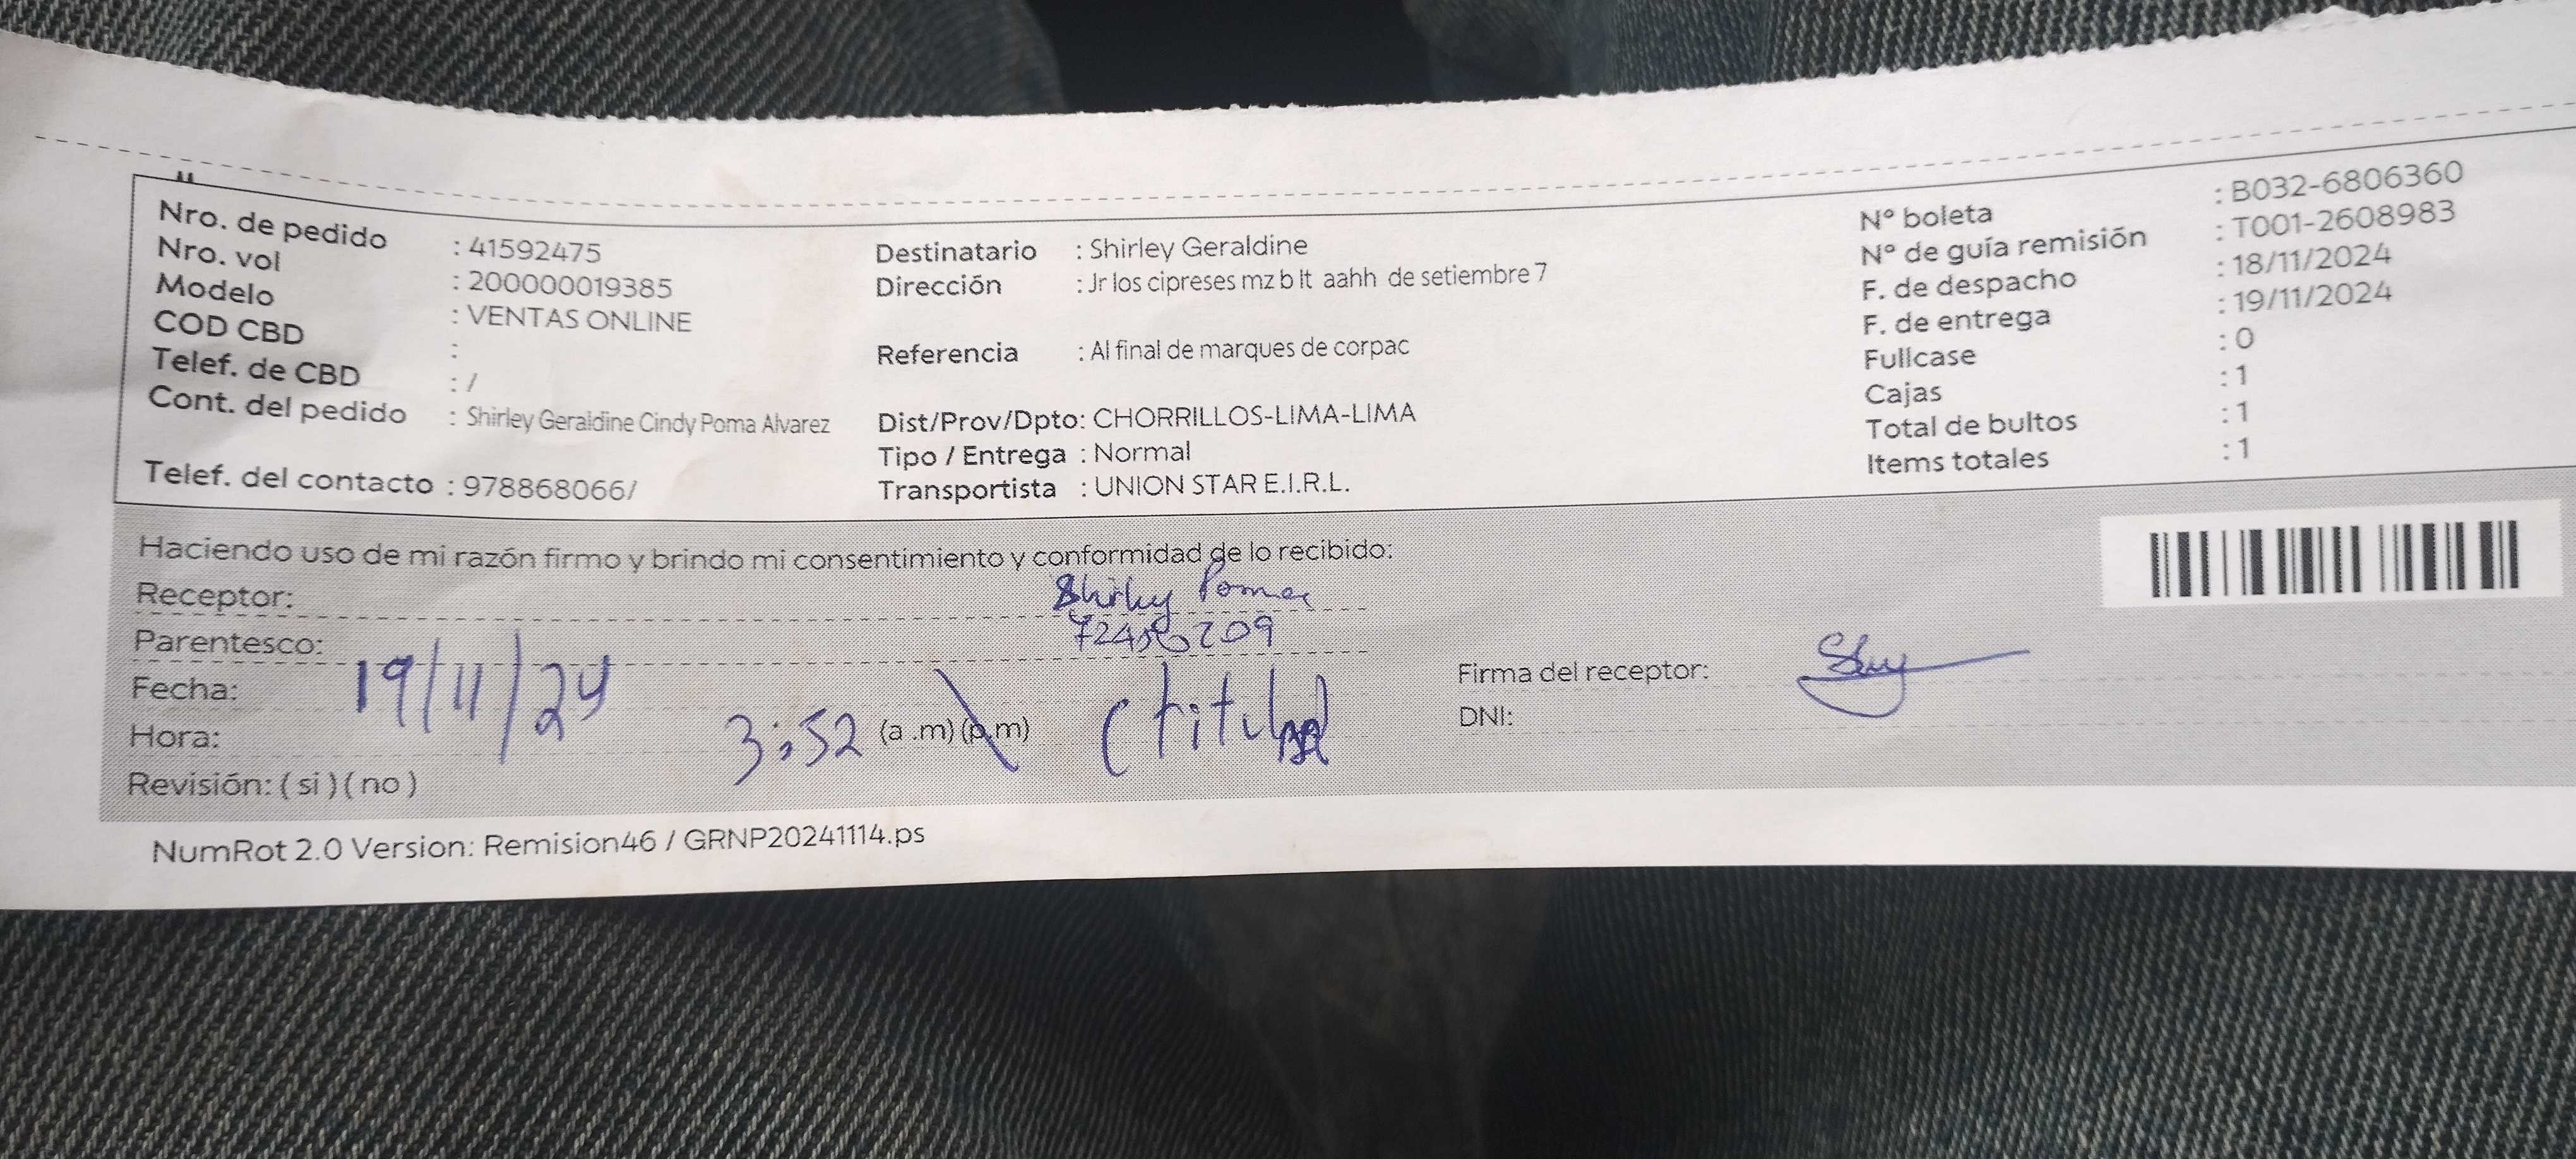 Nro. de pedido : 41592475
Nro. vol : 200000019385
Modelo : VENTAS ONLINE
COD CBD :
Telef. de CBD : /
Cont. del pedido : Shirley Geraldine Cindy Poma Alvarez
Telef. del contacto : 978868066/
Destinatario : Shirley Geraldine
Dirección : Jr los cipreses mz b lt aahh de setiembre 7
Referencia : Al final de marques de corpac
Dist/Prov/Dpto: CHORRILLOS-LIMA-LIMA
Tipo / Entrega : Normal
Transportista : UNION STAR E.I.R.L.
N° boleta : B032-6806360
N° de guía remisión : T001-2608983
F. de despacho : 18/11/2024
F. de entrega : 19/11/2024
Fullcase : 0
Cajas : 1
Total de bultos : 1
Items totales : 1
Haciendo uso de mi razón firmo y brindo mi consentimiento y conformidad de lo recibido:
Receptor: Shirley Poma
Parentesco:
Fecha: 19/11/24
Hora: 3:52 (a .m) (p.m)
Firma del receptor:
DNI:
Revisión: ( si ) ( no )
NumRot 2.0 Version: Remision46 / GRNP20241114.ps